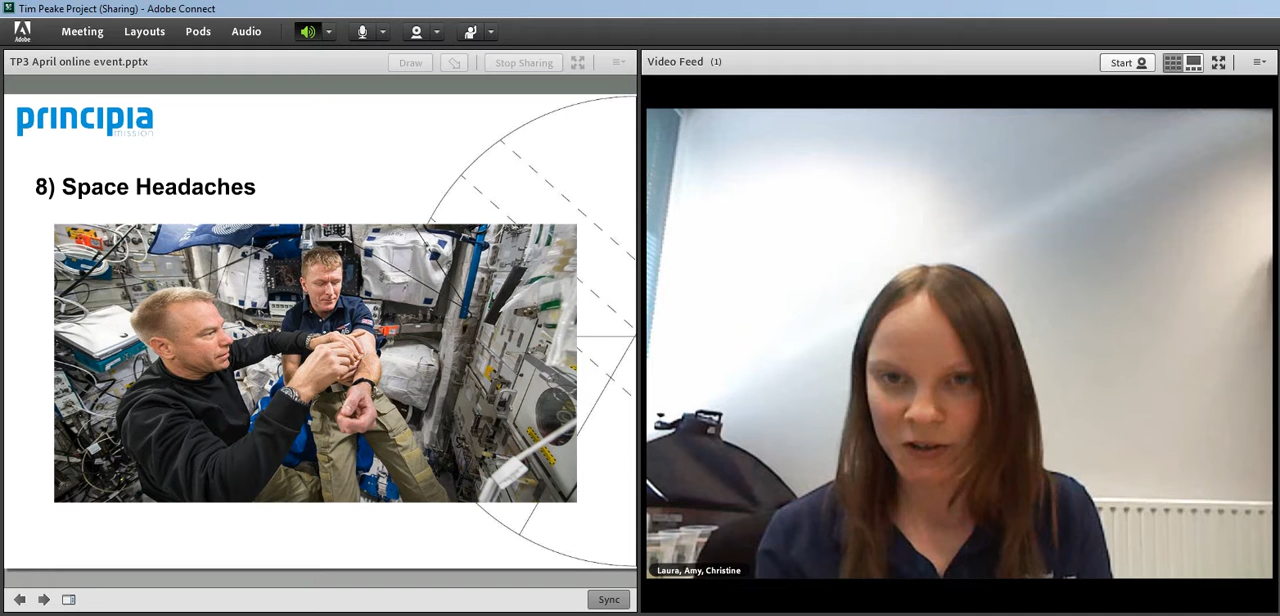 Tim Peake Project (Sharing) - Adobe Connect
Adobe
Meeting
Layouts
Pods
Audio
TP3 April online event.pptx
Draw
Stop Sharing
Video Feed (1)
Start
principia
mission
8) Space Headaches
Laura, Amy, Christine
Sync